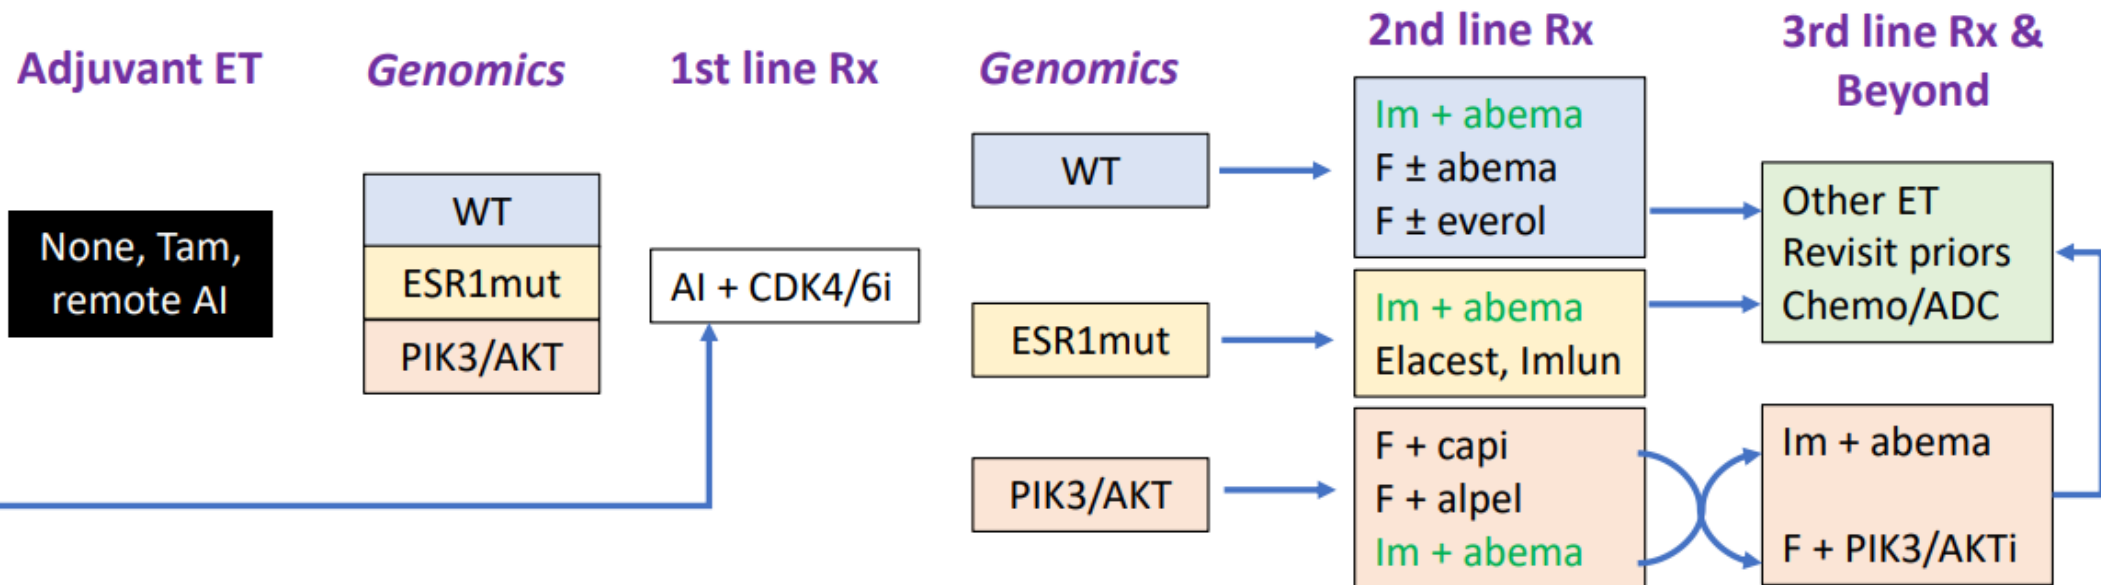 Adjuvant ET
Genomics
1st line Rx
Genomics
2nd line Rx
3rd line Rx &
Beyond
None, Tam,
remote AI
WT
ESR1mut
PIK3/AKT
AI + CDK4/6i
WT
ESR1mut
PIK3/AKT
Im + abema
F ± abema
F ± everol
Im + abema
Elacest, Imlun
F + capi
F + alpel
Im + abema
Other ET
Revisit priors
Chemo/ADC
Im + abema
F + PIK3/AKTi